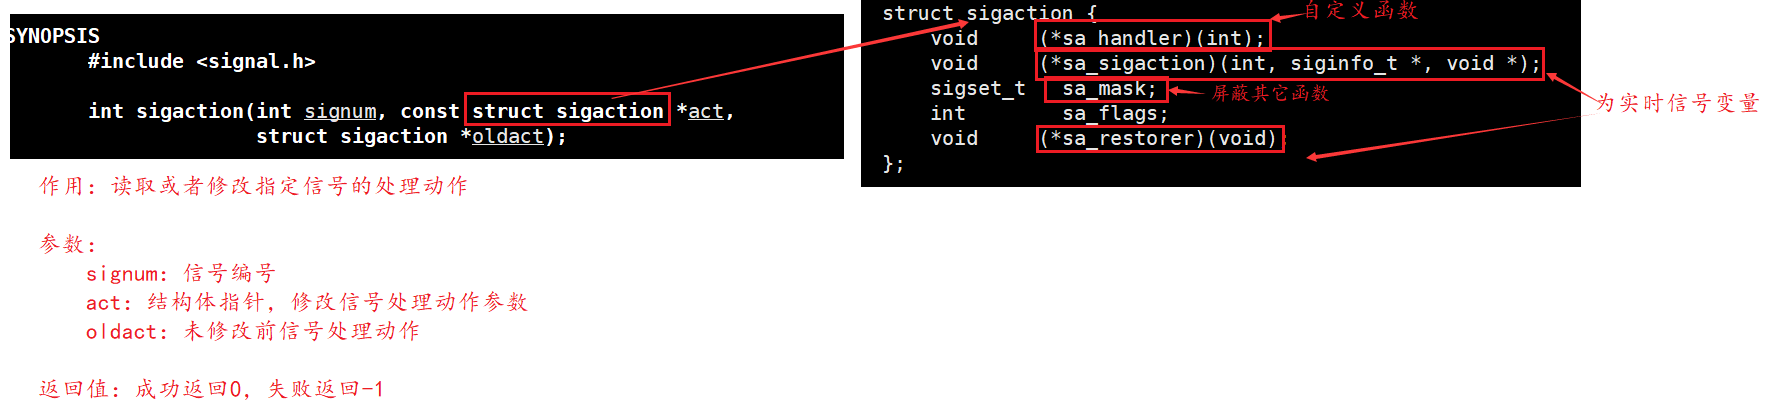 SYNOPSIS
#include <signal.h>
int sigaction(int signum, const struct sigaction *act,
struct sigaction *oldact);
作用：读取或者修改指定信号的处理动作
参数：
signum：信号编号
act：结构体指针，修改信号处理动作参数
oldact：未修改前信号处理动作
返回值：成功返回0，失败返回-1
struct sigaction {
void (*sa_handler)(int);
void (*sa_sigaction)(int, siginfo_t *, void *);
sigset_t sa_mask;
int sa_flags;
void (*sa_restorer)(void)
};
自定义函数
屏蔽其它函数
为实时信号变量